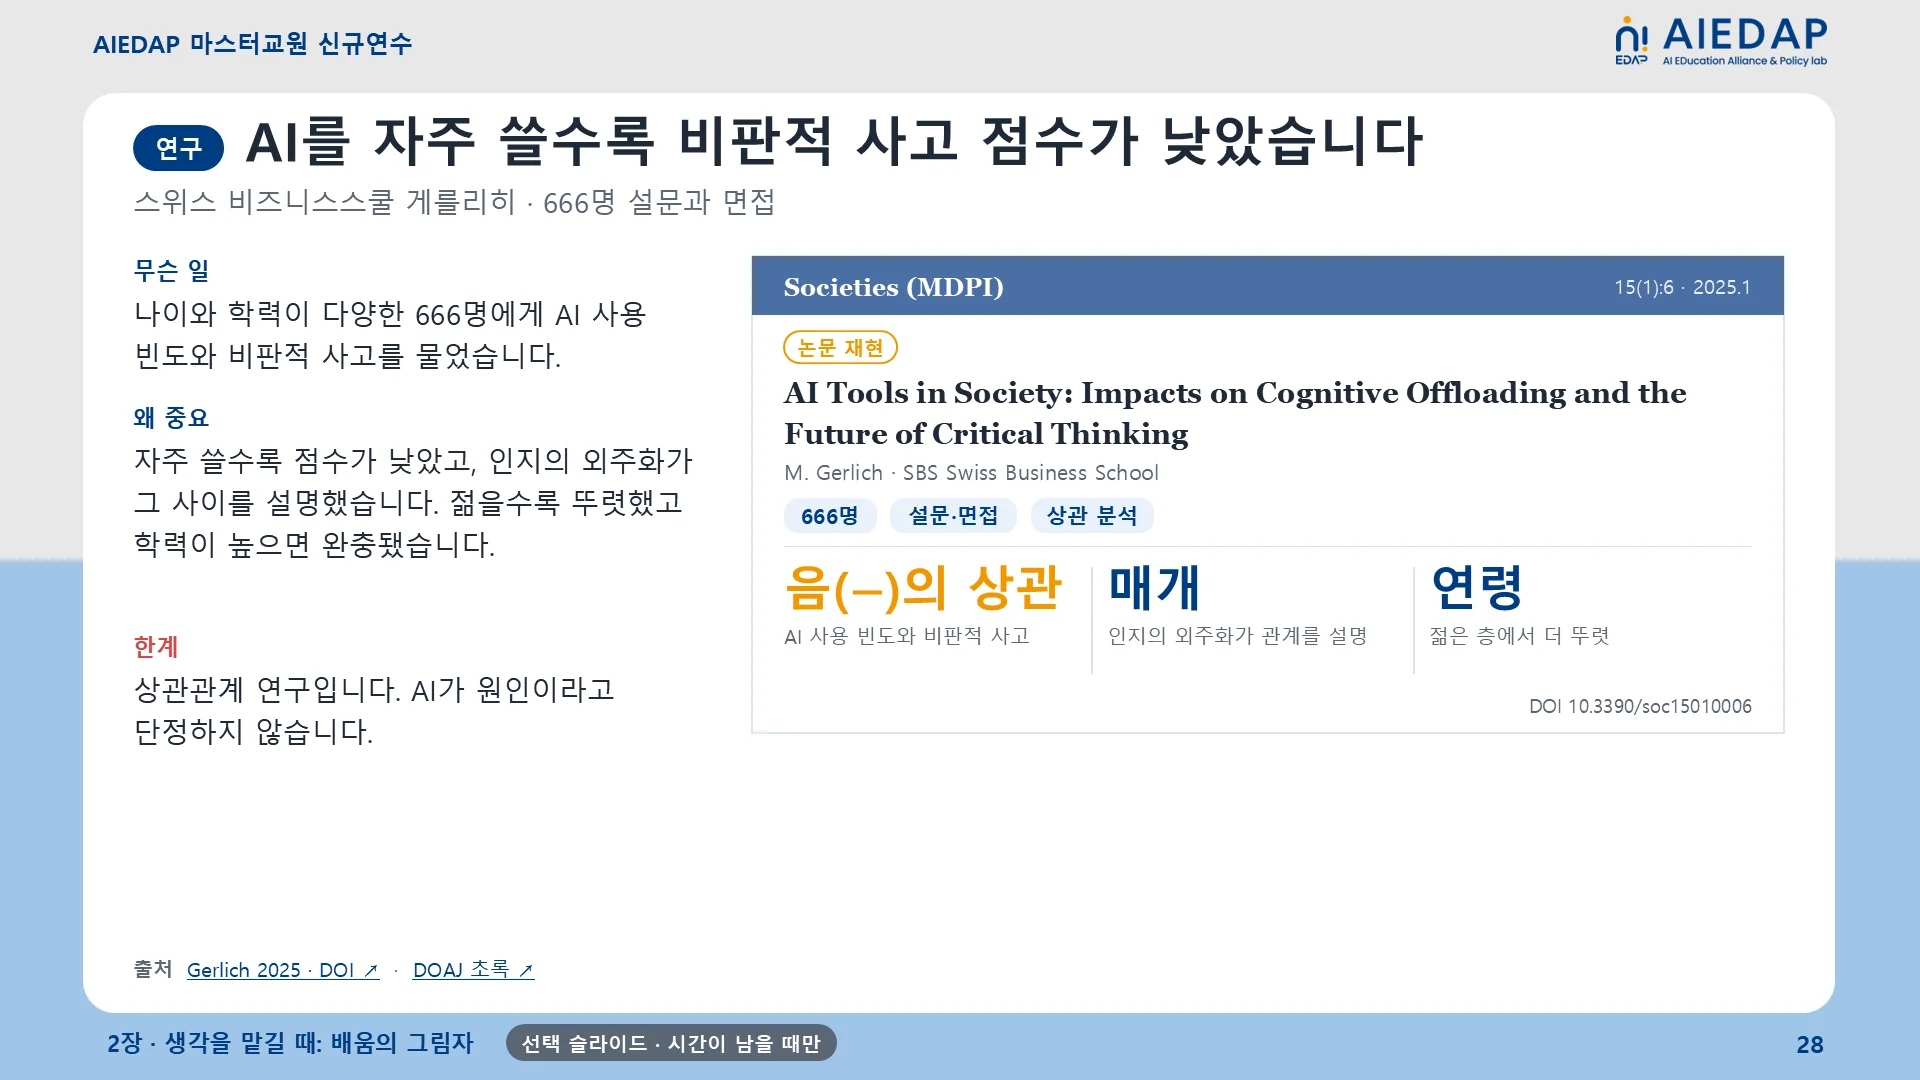 AIEDAP 마스터교원 신규연수
EDAP
AIEDAP
AI EDucation Alliance & Policy lab
연구
AI를 자주 쓸수록 비판적 사고 점수가 낮았습니다
스위스 비즈니스스쿨 게를리히 · 666명 설문과 면접
무슨 일
나이와 학력이 다양한 666명에게 AI 사용
빈도와 비판적 사고를 물었습니다.
왜 중요
자주 쓸수록 점수가 낮았고, 인지의 외주화가
그 사이를 설명했습니다. 젊을수록 뚜렷했고
학력이 높으면 완충됐습니다.
한계
상관관계 연구입니다. AI가 원인이라고
단정하지 않습니다.
Societies (MDPI)
15(1):6 · 2025.1
논문 재현
AI Tools in Society: Impacts on Cognitive Offloading and the
Future of Critical Thinking
M. Gerlich · SBS Swiss Business School
666명
설문·면접
상관 분석
음(−)의 상관
AI 사용 빈도와 비판적 사고
매개
인지의 외주화가 관계를 설명
연령
젊은 층에서 더 뚜렷
DOI 10.3390/soc15010006
출처 Gerlich 2025 · DOI ↗ · DOAJ 초록 ↗
2장 · 생각을 맡길 때: 배움의 그림자
선택 슬라이드 · 시간이 남을 때만
28